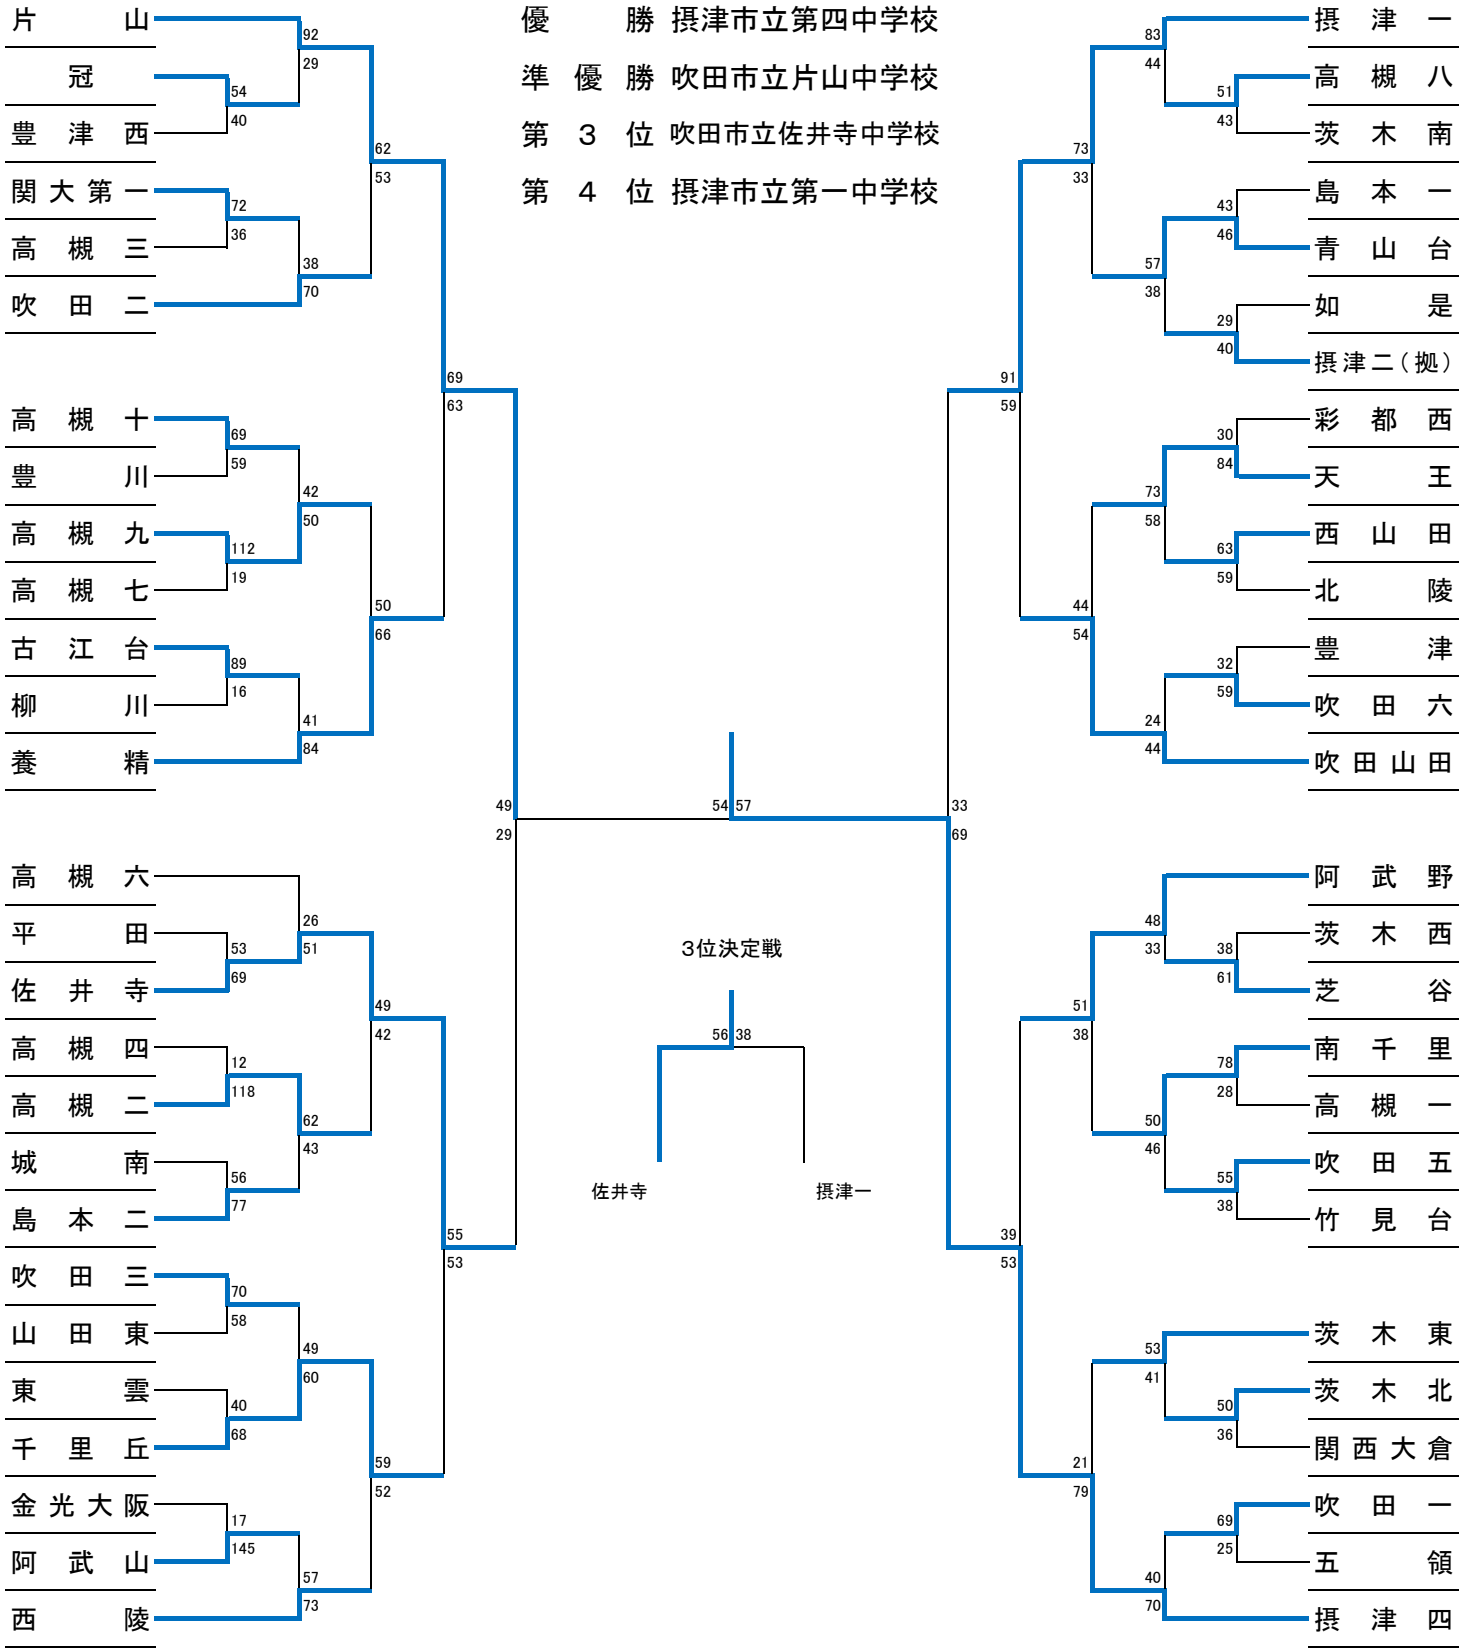 優勝 摂津市立第四中学校
準優勝 吹田市立片山中学校
第3位 吹田市立佐井寺中学校
第4位 摂津市立第一中学校
片山
92
29
冠
54
40
豊津西
62
53
関大第一
72
36
高槻三
38
70
吹田二
69
63
高槻十
69
59
豊川
42
50
高槻九
112
19
高槻七
50
66
古江台
89
16
柳川
41
84
養精
49
29
高槻六
26
51
平田
53
69
佐井寺
49
42
高槻四
12
118
高槻二
62
43
城南
56
77
島本二
55
53
吹田三
70
58
山田東
49
60
東雲
40
68
千里丘
59
52
金光大阪
17
145
阿武山
57
73
西陵
54 57
3位決定戦
56 38
佐井寺 摂津一
摂津一
83
44
高槻八
51
43
茨木南
73
33
島本一
43
46
青山台
57
38
如是
29
40
摂津二(拠)
91
59
彩都西
30
84
天王
73
58
西山田
63
59
北陵
44
54
豊津
32
59
吹田六
24
44
吹田山田
33
69
阿武野
48
33
茨木西
38
61
芝谷
51
38
南千里
78
28
高槻一
50
46
吹田五
55
38
竹見台
39
53
茨木東
53
41
茨木北
50
36
関西大倉
21
79
吹田一
69
25
五領
40
70
摂津四